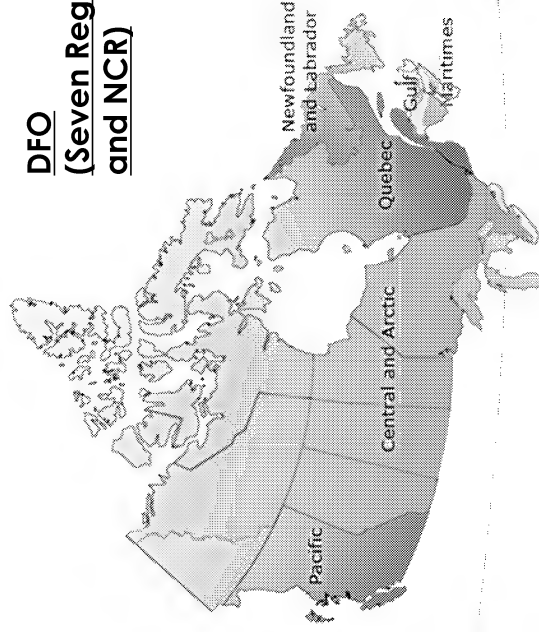 DFO
(Seven Reg
and NCR)
Newfoundland
and Labrador
Gulf
Maritimes
Quebec
Central and Arctic
Pacific